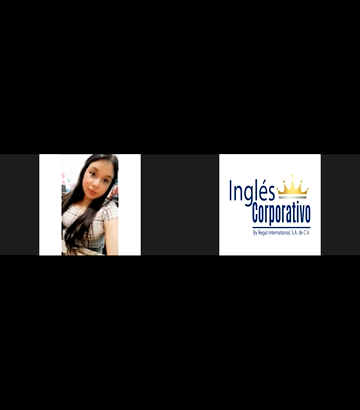 Inglés
Corporativo
By Regal International, S.A. de C.V.